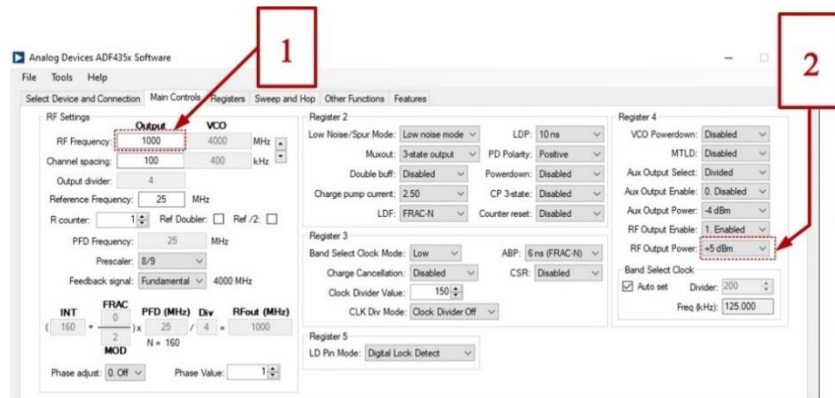 1
2
Analog Devices ADF435x Software
File Tools Help
Select Device and Connection Main Controls Registers Sweep and Hop Other Functions Features
RF Settings
Output VCO
RF Frequency: 1000 4000 MHz
Channel spacing: 100 400 kHz
Output divider: 4
Reference Frequency: 25 MHz
R counter: 1 Ref Doubler: Ref /2:
PFD Frequency: 25 MHz
Prescaler: 8/9
Feedback signal: Fundamental 4000 MHz
INT FRAC PFD (MHz) Div RFout (MHz)
( 160 + 0 / 2 ) x 25 / 4 = 1000
MOD N = 160
Phase adjust: 0. Off Phase Value: 1
Register 2
Low Noise/Spur Mode: Low noise mode LDP: 10 ns
Muxout: 3-state output PD Polarity: Positive
Double buff: Disabled Powerdown: Disabled
Charge pump current: 2.50 CP 3-state: Disabled
LDF: FRAC-N Counter reset: Disabled
Register 3
Band Select Clock Mode: Low ABP: 6 ns (FRAC-N)
Charge Cancellation: Disabled CSR: Disabled
Clock Divider Value: 150
CLK Div Mode: Clock Divider Off
Register 5
LD Pin Mode: Digital Lock Detect
Register 4
VCO Powerdown: Disabled
MTLD: Disabled
Aux Output Select: Divided
Aux Output Enable: 0. Disabled
Aux Output Power: -4 dBm
RF Output Enable: 1. Enabled
RF Output Power: +5 dBm
Band Select Clock
Auto set Divider: 200
Freq (kHz): 125.000